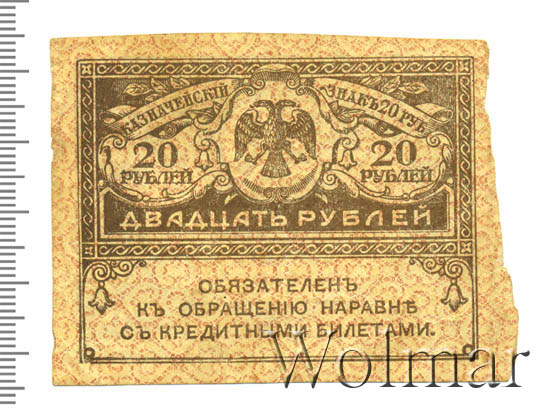 КАЗНАЧЕЙСКІЙ ЗНАКЪ 20 РУБ.
20 РУБЛЕЙ
20 РУБЛЕЙ
ДВАДЦАТЬ РУБЛЕЙ
ОБЯЗАТЕЛЕНЪ
КЪ ОБРАЩЕНІЮ НАРАВНѢ
СЪ КРЕДИТНЫМИ БИЛЕТАМИ.
Wolmar